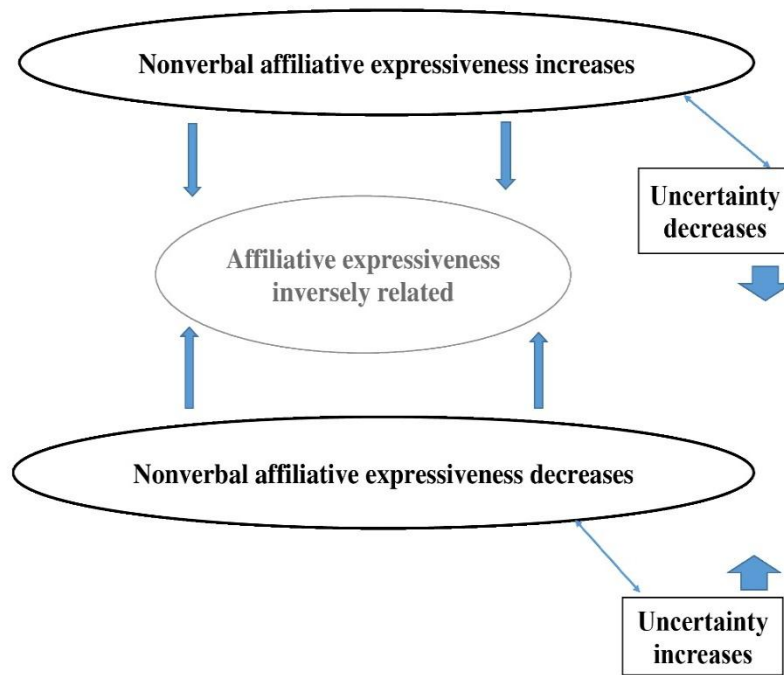 Nonverbal affiliative expressiveness increases
Uncertainty
decreases
Affiliative expressiveness
inversely related
Nonverbal affiliative expressiveness decreases
Uncertainty
increases